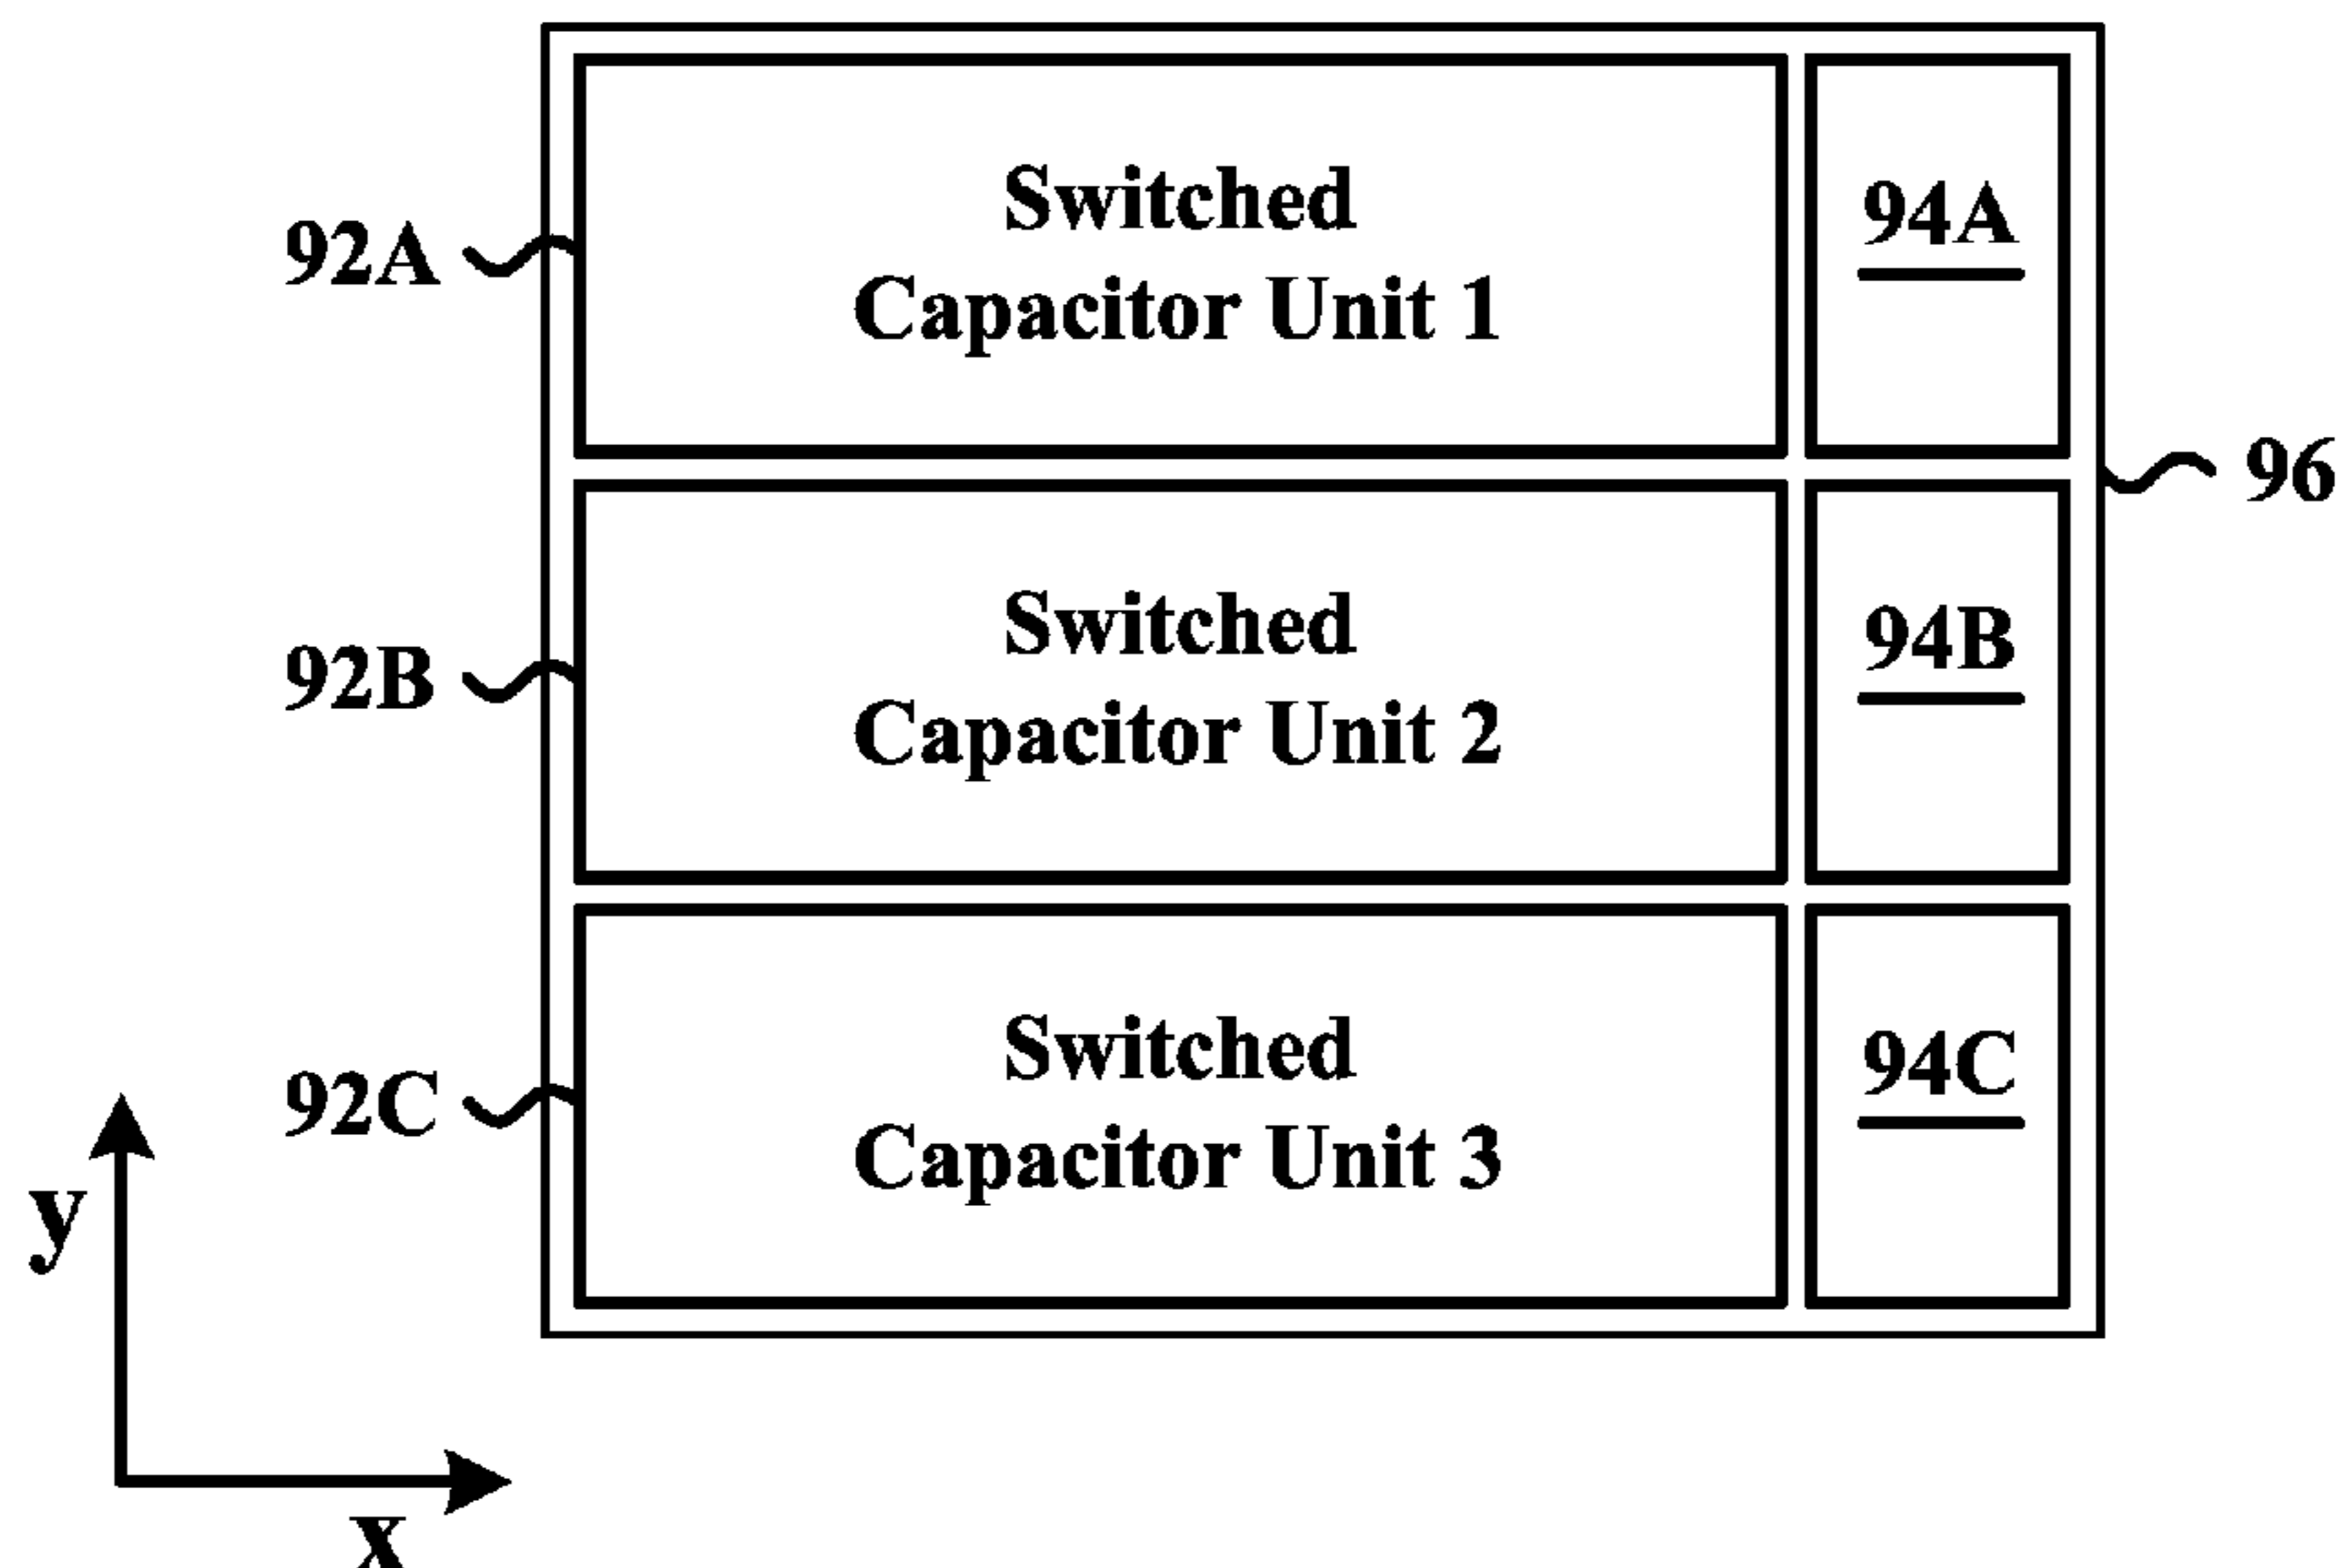 Switched
Capacitor Unit 1
92A
94A
96
Switched
Capacitor Unit 2
92B
94B
Switched
Capacitor Unit 3
92C
94C
y
x